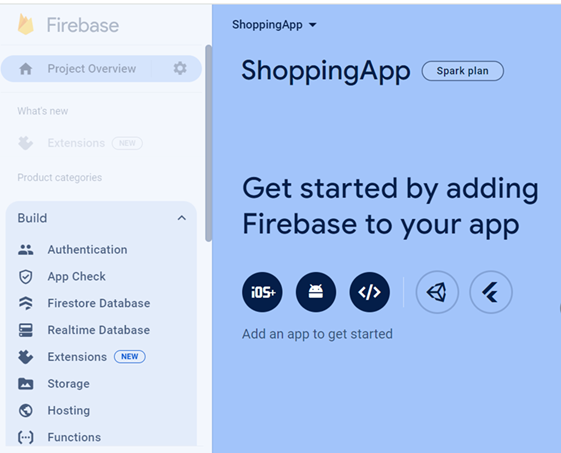 Firebase
Project Overview
What's new
Extensions NEW
Product categories
Build
Authentication
App Check
Firestore Database
Realtime Database
Extensions NEW
Storage
Hosting
Functions
ShoppingApp
ShoppingApp Spark plan
Get started by adding
Firebase to your app
iOS+ </>
Add an app to get started